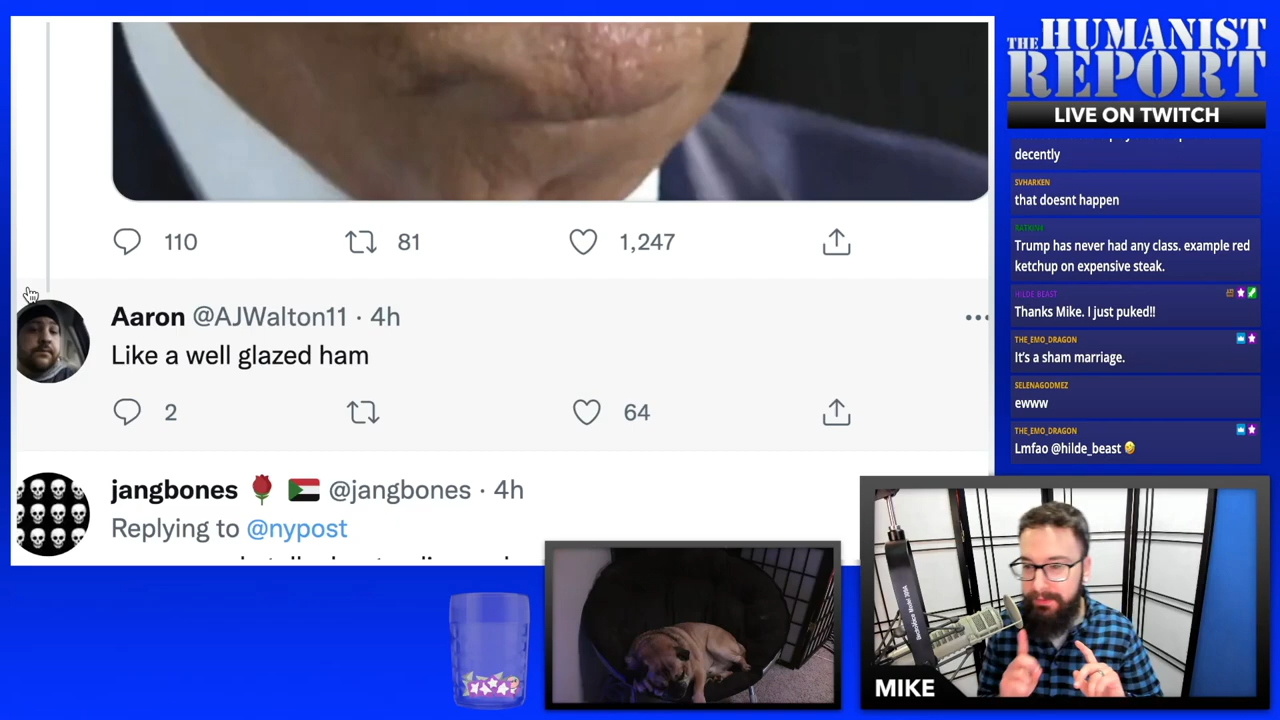 110 81 1,247
Aaron @AJWalton11 · 4h
Like a well glazed ham
2 64
jangbones @jangbones · 4h
Replying to @nypost
THE HUMANIST
REPORT
LIVE ON TWITCH
decently
SVHARKEN
that doesnt happen
Trump has never had any class. example red
ketchup on expensive steak.
HILDE BEAST
Thanks Mike. I just puked!!
THE_EMO_DRAGON
It's a sham marriage.
SELENAGODMEZ
ewww
THE_EMO_DRAGON
Lmfao @hilde_beast 🤣
MIKE